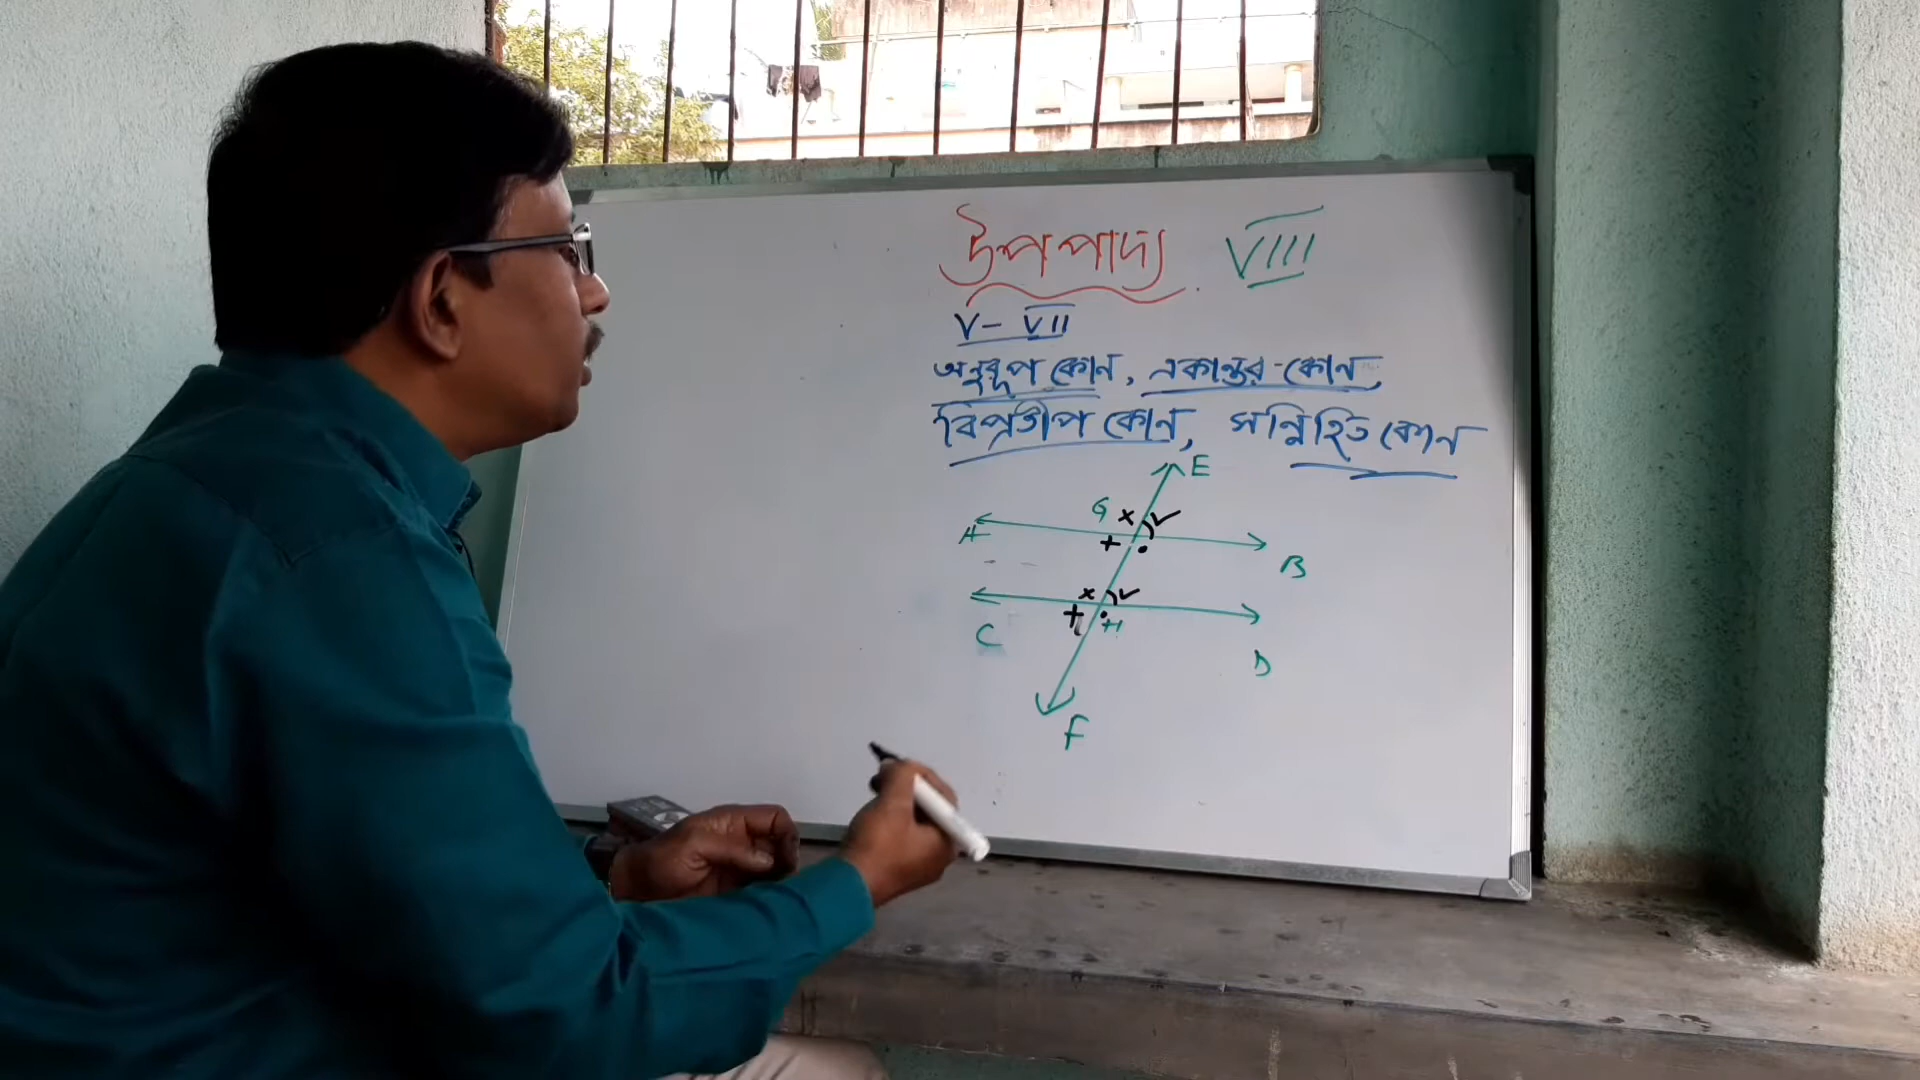 উপপাদ্য. VIII
V - VII
অনুরূপ কোন, একান্তর-কোন,
বিপ্রতীপ কোন, সন্নিহিত কোন
E
G x ✓
A + B
x ✓
+ H
C D
F